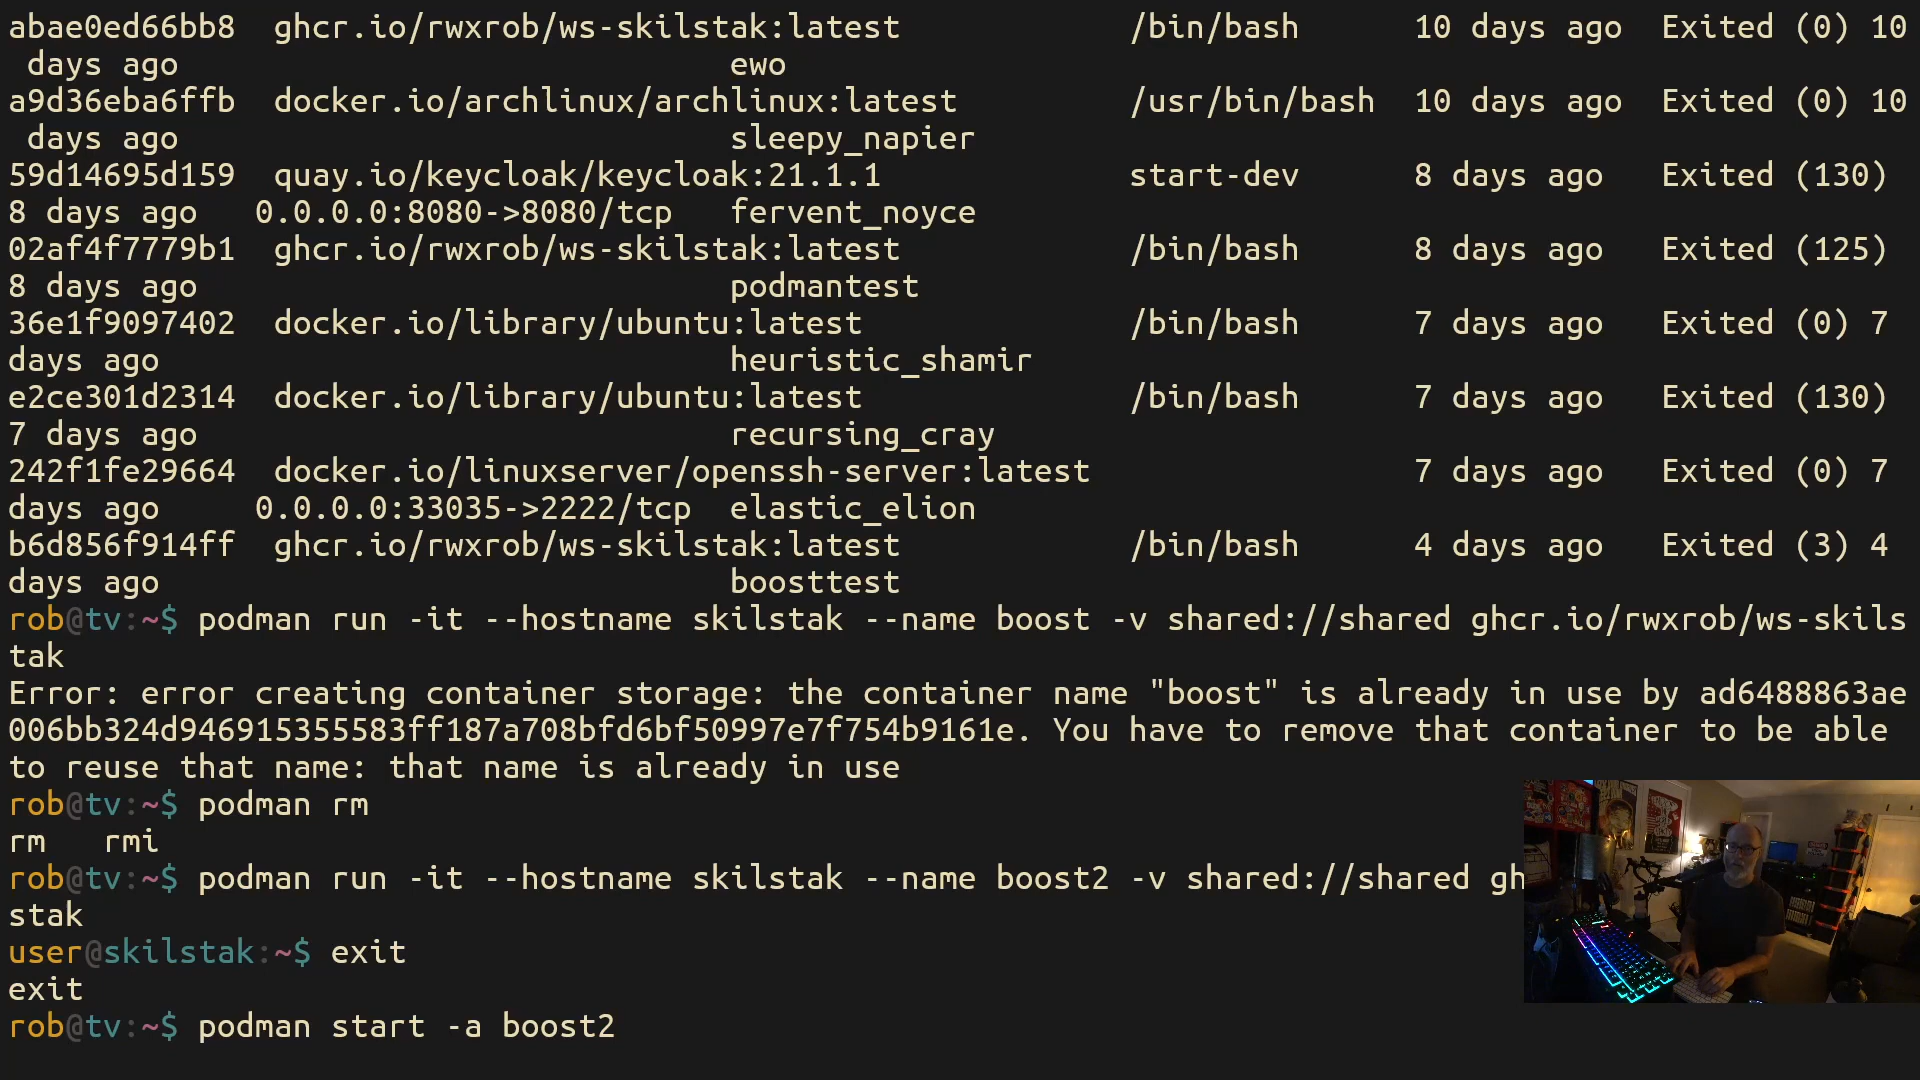 abae0ed66bb8  ghcr.io/rwxrob/ws-skilstak:latest            /bin/bash      10 days ago  Exited (0) 10
 days ago                             ewo
a9d36eba6ffb  docker.io/archlinux/archlinux:latest         /usr/bin/bash  10 days ago  Exited (0) 10
 days ago                             sleepy_napier
59d14695d159  quay.io/keycloak/keycloak:21.1.1             start-dev      8 days ago   Exited (130)
8 days ago   0.0.0.0:8080->8080/tcp   fervent_noyce
02af4f7779b1  ghcr.io/rwxrob/ws-skilstak:latest            /bin/bash      8 days ago   Exited (125)
8 days ago                            podmantest
36e1f9097402  docker.io/library/ubuntu:latest              /bin/bash      7 days ago   Exited (0) 7
days ago                              heuristic_shamir
e2ce301d2314  docker.io/library/ubuntu:latest              /bin/bash      7 days ago   Exited (130)
7 days ago                            recursing_cray
242f1fe29664  docker.io/linuxserver/openssh-server:latest                 7 days ago   Exited (0) 7
days ago     0.0.0.0:33035->2222/tcp  elastic_elion
b6d856f914ff  ghcr.io/rwxrob/ws-skilstak:latest            /bin/bash      4 days ago   Exited (3) 4
days ago                              boosttest
rob@tv:~$ podman run -it --hostname skilstak --name boost -v shared://shared ghcr.io/rwxrob/ws-skils
tak
Error: error creating container storage: the container name "boost" is already in use by ad6488863ae
006bb324d946915355583ff187a708bfd6bf50997e7f754b9161e. You have to remove that container to be able
to reuse that name: that name is already in use
rob@tv:~$ podman rm
rm   rmi
rob@tv:~$ podman run -it --hostname skilstak --name boost2 -v shared://shared gh
stak
user@skilstak:~$ exit
exit
rob@tv:~$ podman start -a boost2